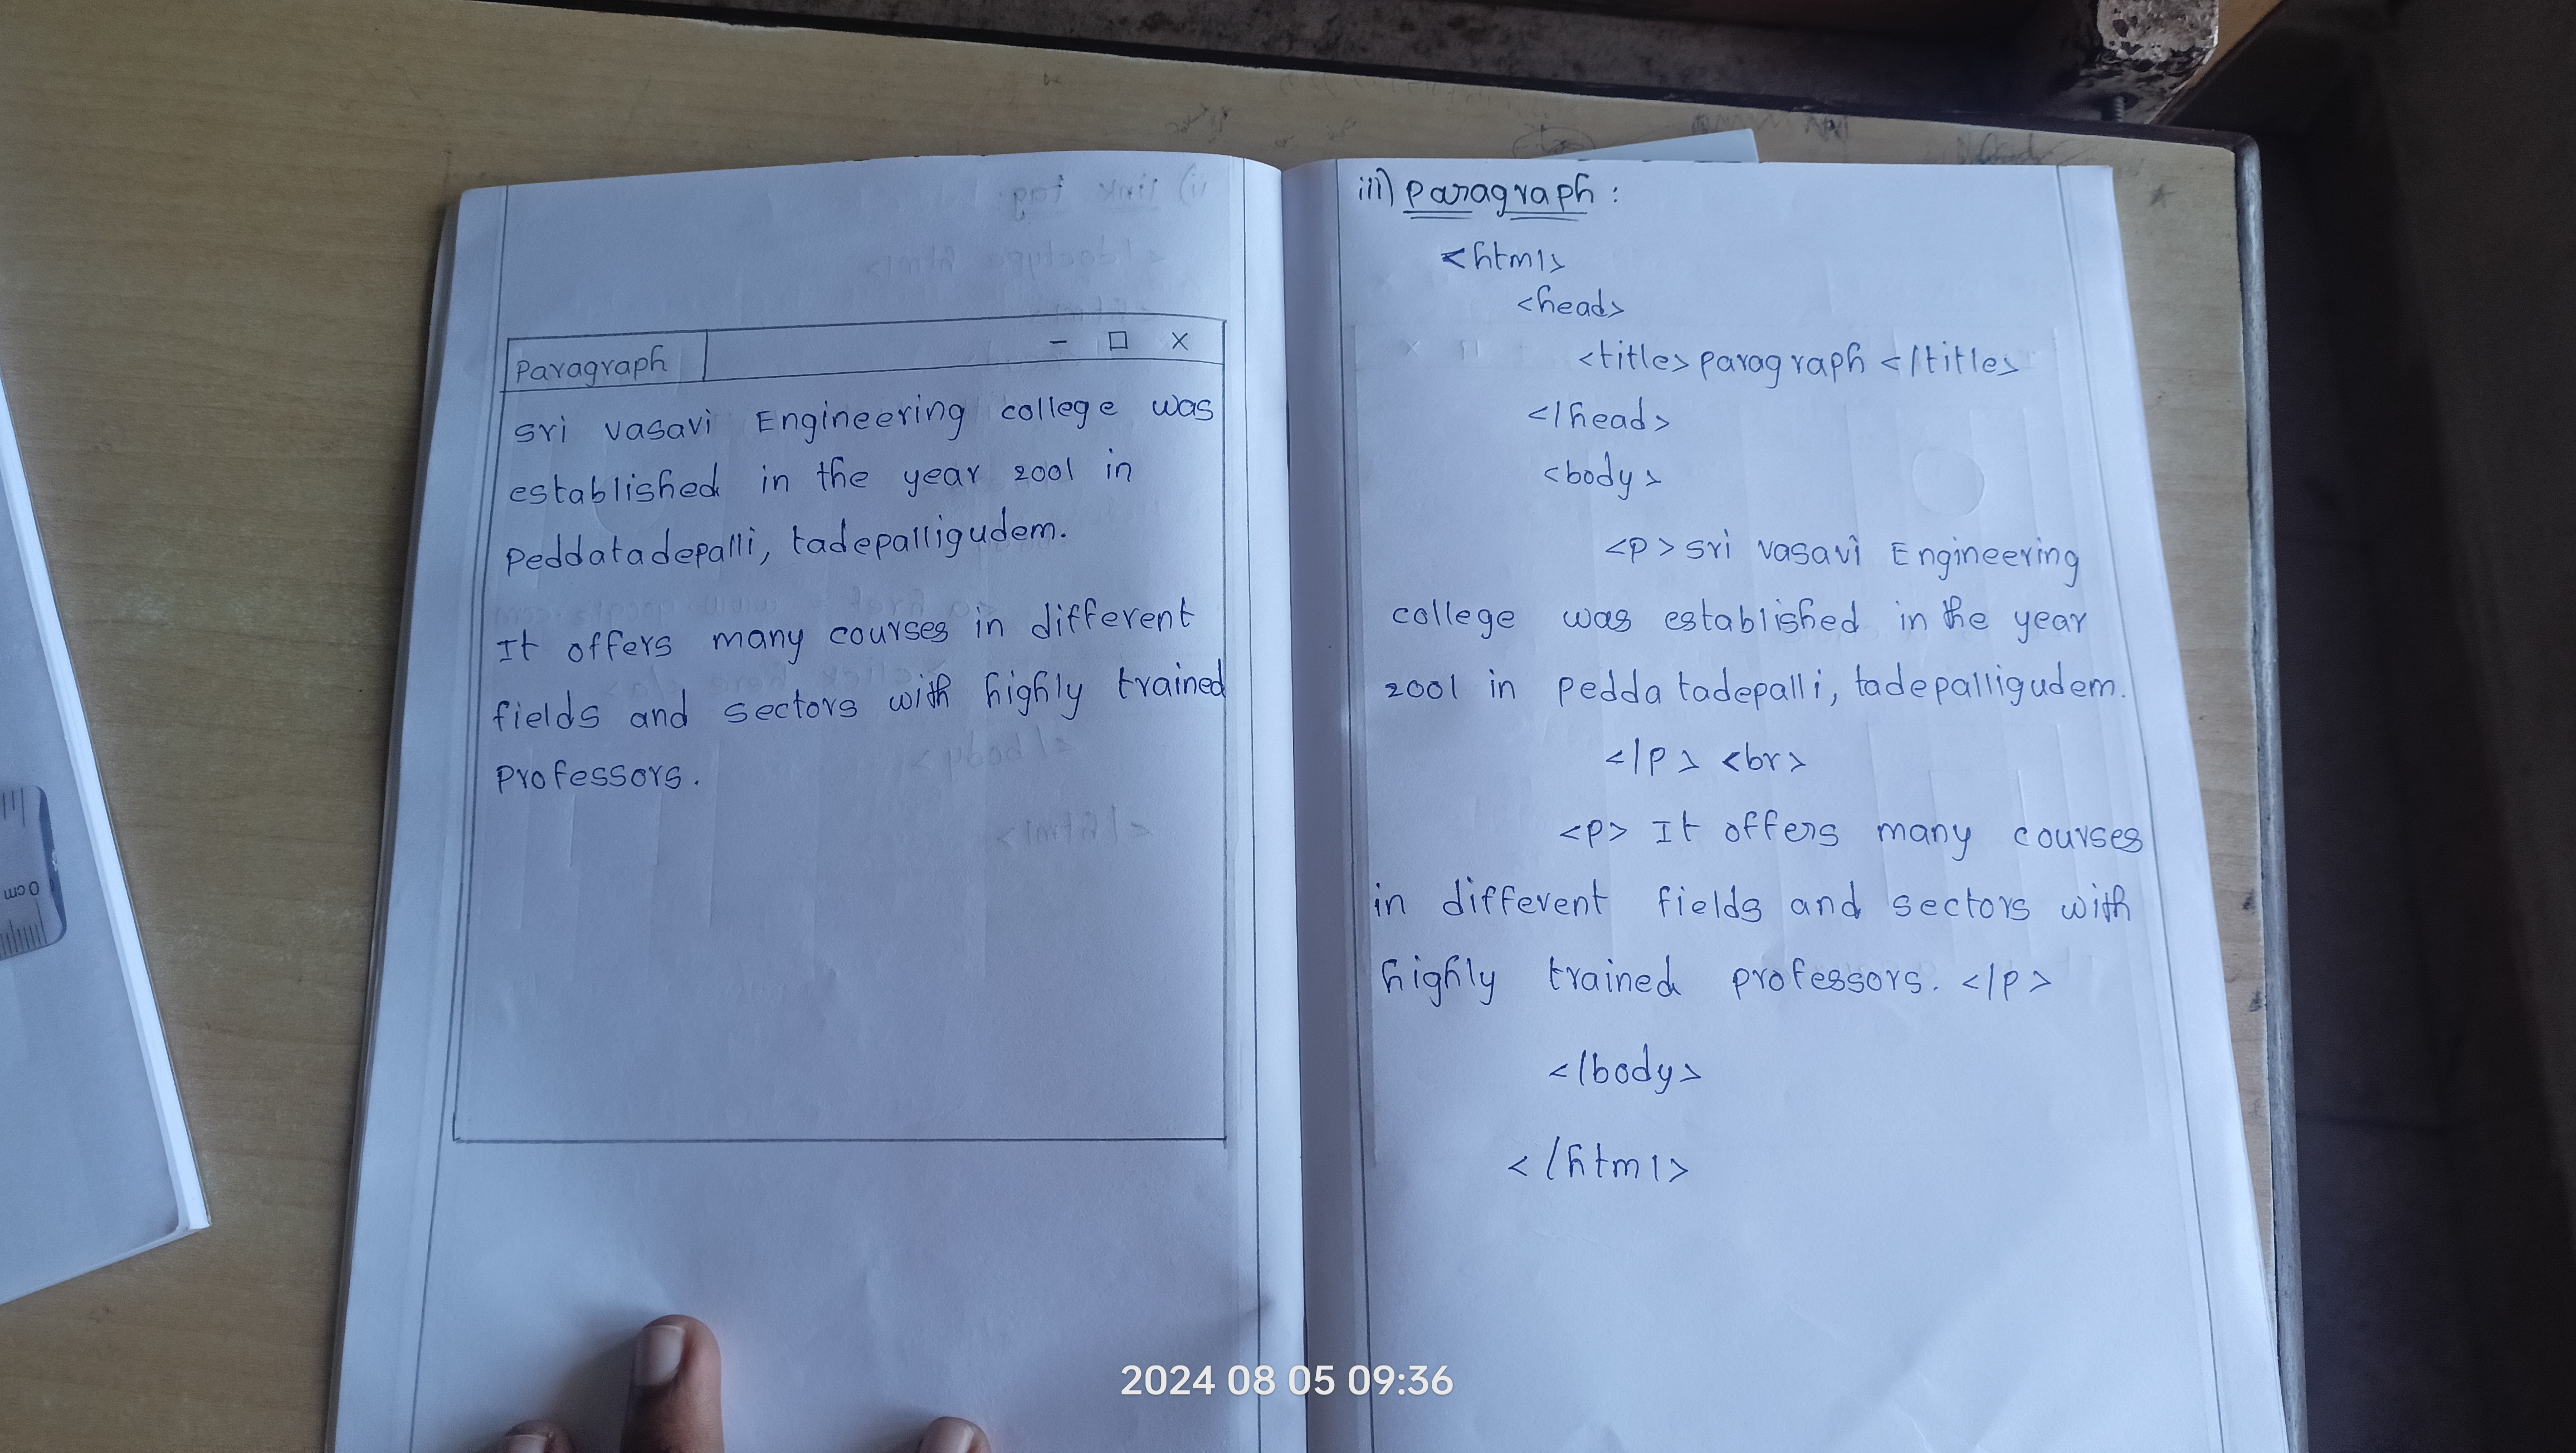 Paragraph - □ ×
sri vasavi Engineering college was
established in the year 2001 in
Peddatadepalli, tadepalligudem.
It offers many courses in different
fields and sectors with highly trained
Professors.
iii) paragraph :
<html>
<head>
<title> paragraph </title>
</head>
<body>
<p> sri vasavi Engineering
college was established in the year
2001 in pedda tadepalli, tadepalligudem.
</p> <br>
<p> It offers many courses
in different fields and sectors with
highly trained professors. </p>
</body>
</html>
0 cm
2024 08 05 09:36